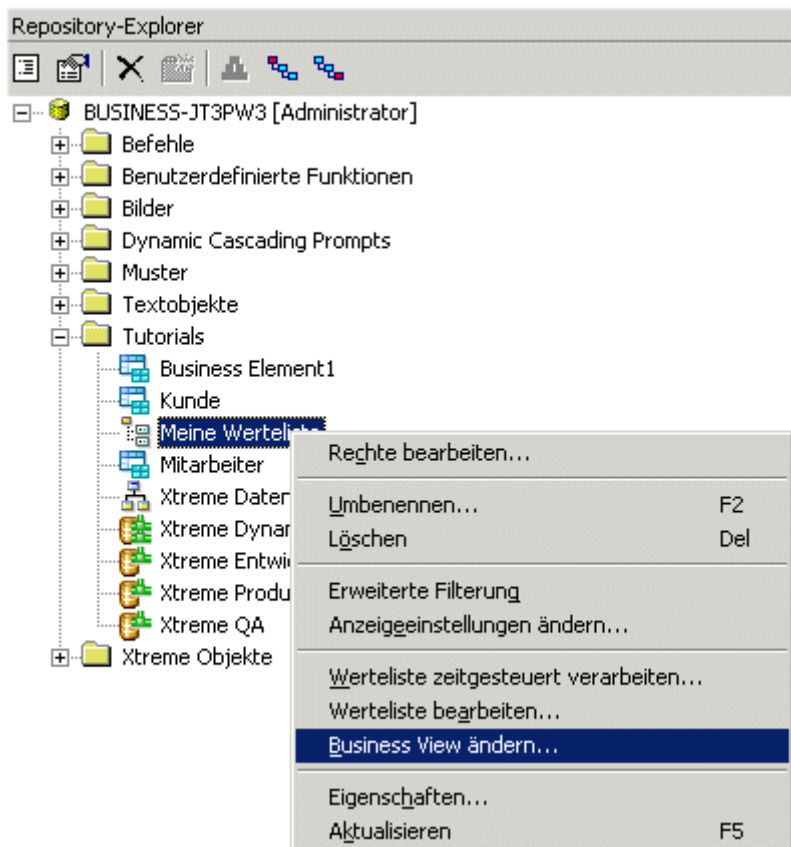 Repository-Explorer
BUSINESS-JT3PW3 [Administrator]
Befehle
Benutzerdefinierte Funktionen
Bilder
Dynamic Cascading Prompts
Muster
Textobjekte
Tutorials
Business Element1
Kunde
Meine Werteliste
Mitarbeiter
Xtreme Daten
Xtreme Dynam
Xtreme Entwic
Xtreme Produ
Xtreme QA
Xtreme Objekte
Rechte bearbeiten...
Umbenennen... F2
Löschen Del
Erweiterte Filterung
Anzeigeeinstellungen ändern...
Werteliste zeitgesteuert verarbeiten...
Werteliste bearbeiten...
Business View ändern...
Eigenschaften...
Aktualisieren F5